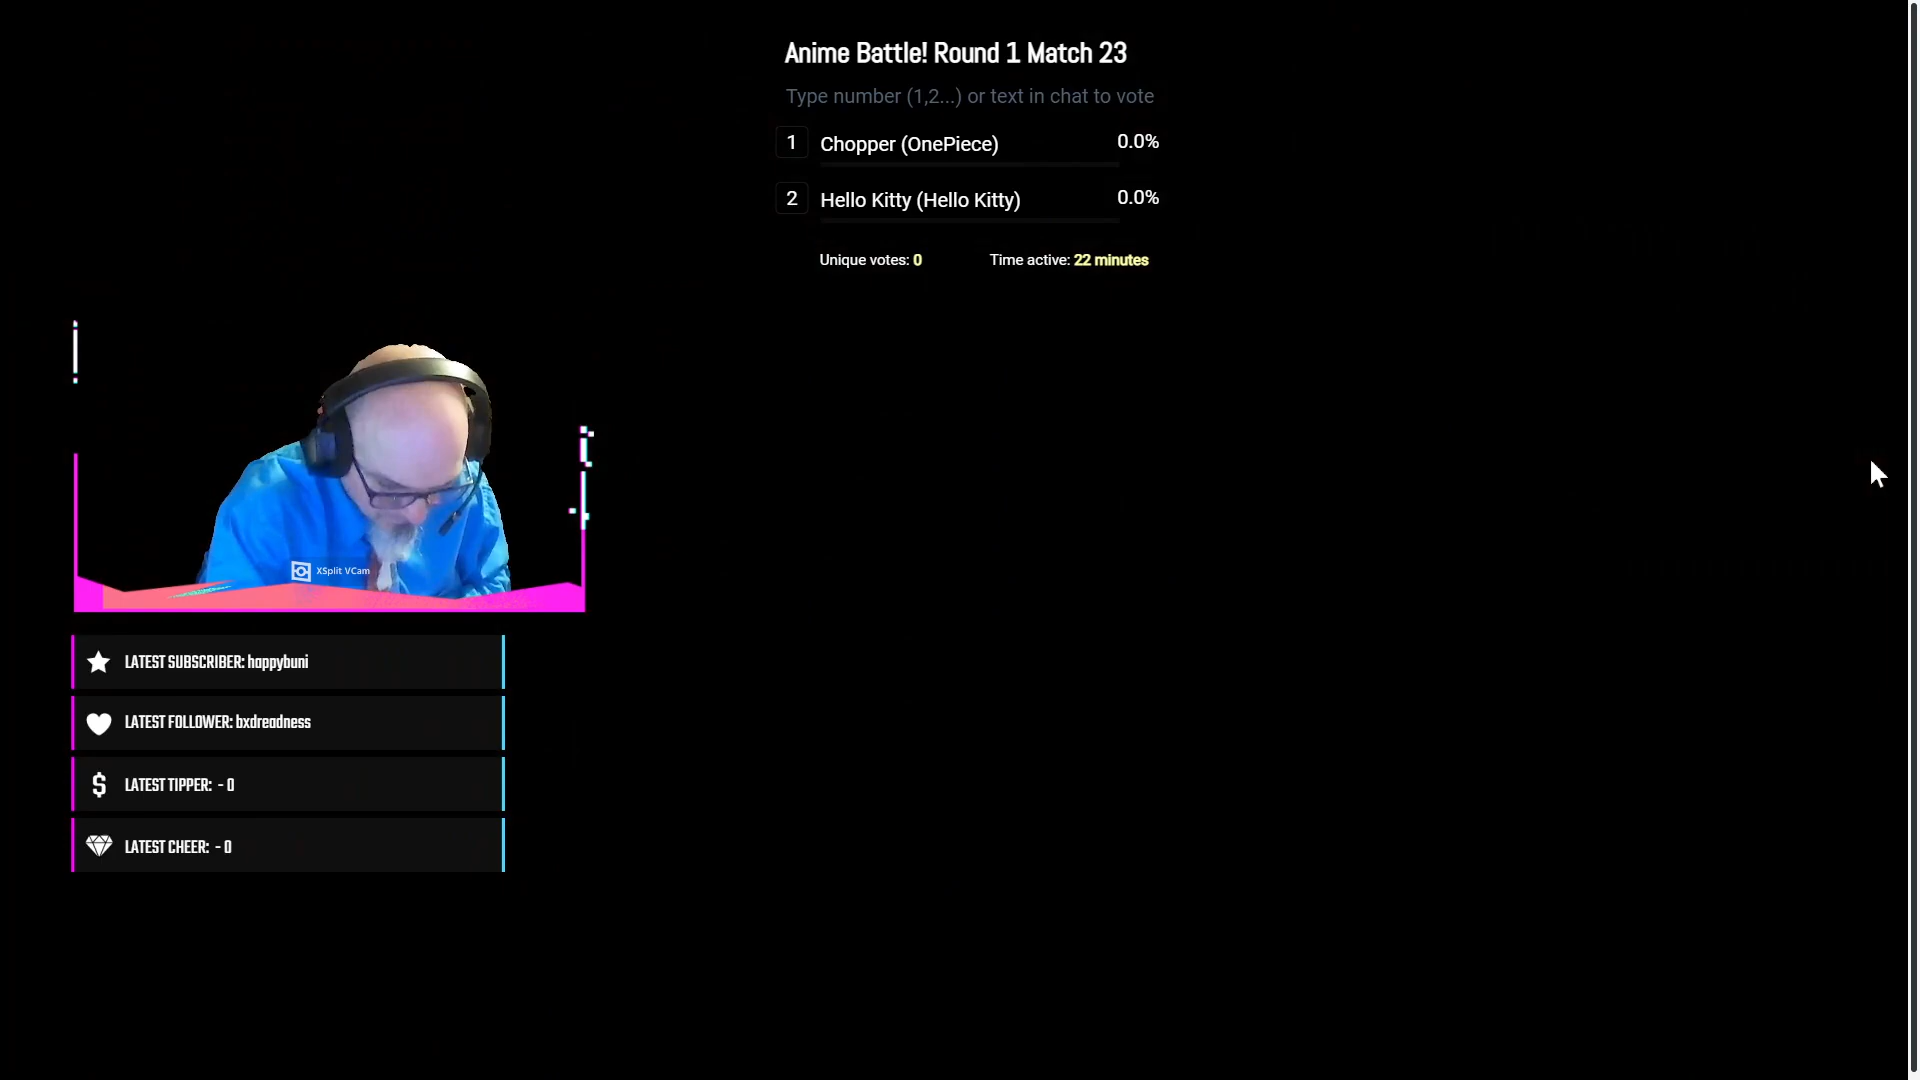 Anime Battle! Round 1 Match 23
Type number (1,2...) or text in chat to vote
1 Chopper (OnePiece) 0.0%
2 Hello Kitty (Hello Kitty) 0.0%
Unique votes: 0 Time active: 22 minutes
XSplit VCam
LATEST SUBSCRIBER: happybuni
LATEST FOLLOWER: bxdreadness
LATEST TIPPER: - 0
LATEST CHEER: - 0